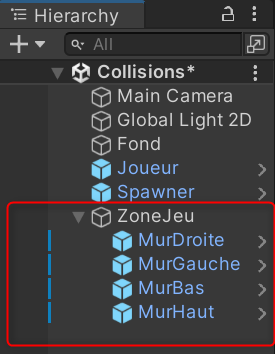 Hierarchy
All
Collisions*
Main Camera
Global Light 2D
Fond
Joueur
Spawner
ZoneJeu
MurDroite
MurGauche
MurBas
MurHaut